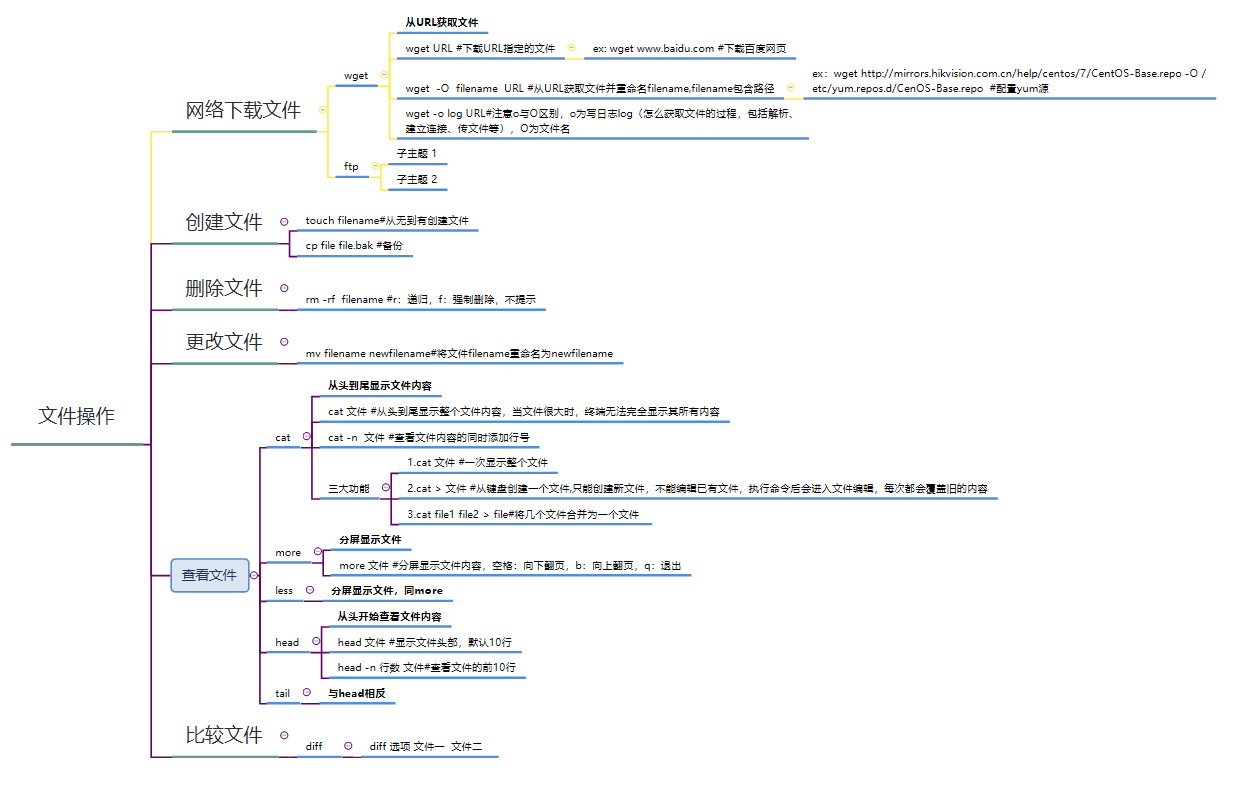 文件操作
网络下载文件
wget
从URL获取文件
wget URL #下载URL指定的文件
ex: wget www.baidu.com #下载百度网页
wget  -O  filename  URL #从URL获取文件并重命名filename,filename包含路径
ex：wget http://mirrors.hikvision.com.cn/help/centos/7/CentOS-Base.repo -O /
etc/yum.repos.d/CenOS-Base.repo  #配置yum源
wget -o log URL#注意o与O区别，o为写日志log（怎么获取文件的过程，包括解析、
建立连接、传文件等），O为文件名
ftp
子主题 1
子主题 2
创建文件
touch filename#从无到有创建文件
cp file file.bak #备份
删除文件
rm -rf  filename #r：递归，f：强制删除，不提示
更改文件
mv filename newfilename#将文件filename重命名为newfilename
查看文件
cat
从头到尾显示文件内容
cat 文件 #从头到尾显示整个文件内容，当文件很大时，终端无法完全显示其所有内容
cat -n  文件 #查看文件内容的同时添加行号
三大功能
1.cat 文件 #一次显示整个文件
2.cat > 文件 #从键盘创建一个文件,只能创建新文件，不能编辑已有文件，执行命令后会进入文件编辑，每次都会覆盖旧的内容
3.cat file1 file2 > file#将几个文件合并为一个文件
more
分屏显示文件
more 文件 #分屏显示文件内容，空格：向下翻页，b：向上翻页，q：退出
less
分屏显示文件，同more
head
从头开始查看文件内容
head 文件 #显示文件头部，默认10行
head -n 行数 文件#查看文件的前10行
tail
与head相反
比较文件
diff
diff 选项 文件一  文件二